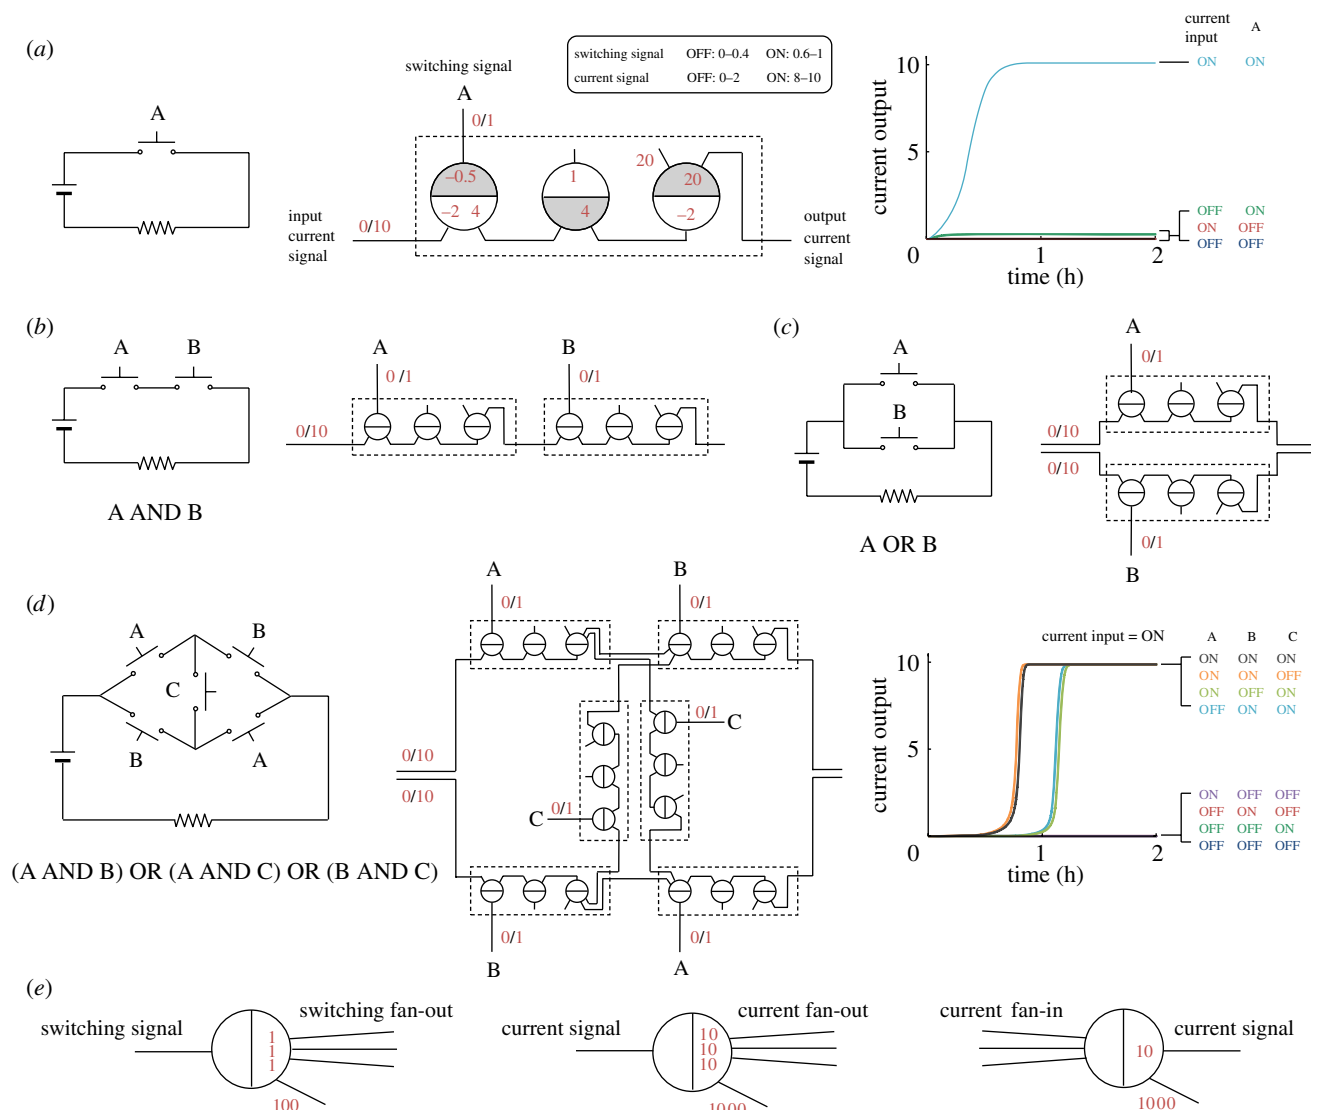 (a)
switching signal OFF: 0–0.4 ON: 0.6–1
current signal OFF: 0–2 ON: 8–10
A
switching signal
A
0/1
–0.5
–2 4
1
4
20
20
–2
input
current
signal
0/10
output
current
signal
current output
10
5
0
1
2
time (h)
current
input
A
ON ON
OFF ON
ON OFF
OFF OFF
(b)
A B
A AND B
A
0 /1
B
0/1
0/10
(c)
A
B
A OR B
A
0/1
0/10
0/10
0/1
B
(d)
A
B
C
B
A
(A AND B) OR (A AND C) OR (B AND C)
A
0/1
B
0/1
0/1 C
0/10
0/10
C 0/1
0/1
B
0/1
A
current input = ON A B C
ON ON ON
ON ON OFF
ON OFF ON
OFF ON ON
ON OFF OFF
OFF ON OFF
OFF OFF ON
OFF OFF OFF
current output
10
5
0
1
2
time (h)
(e)
switching signal
switching fan-out
1
1
1
100
current signal
current fan-out
10
10
10
1000
current fan-in
current signal
10
1000